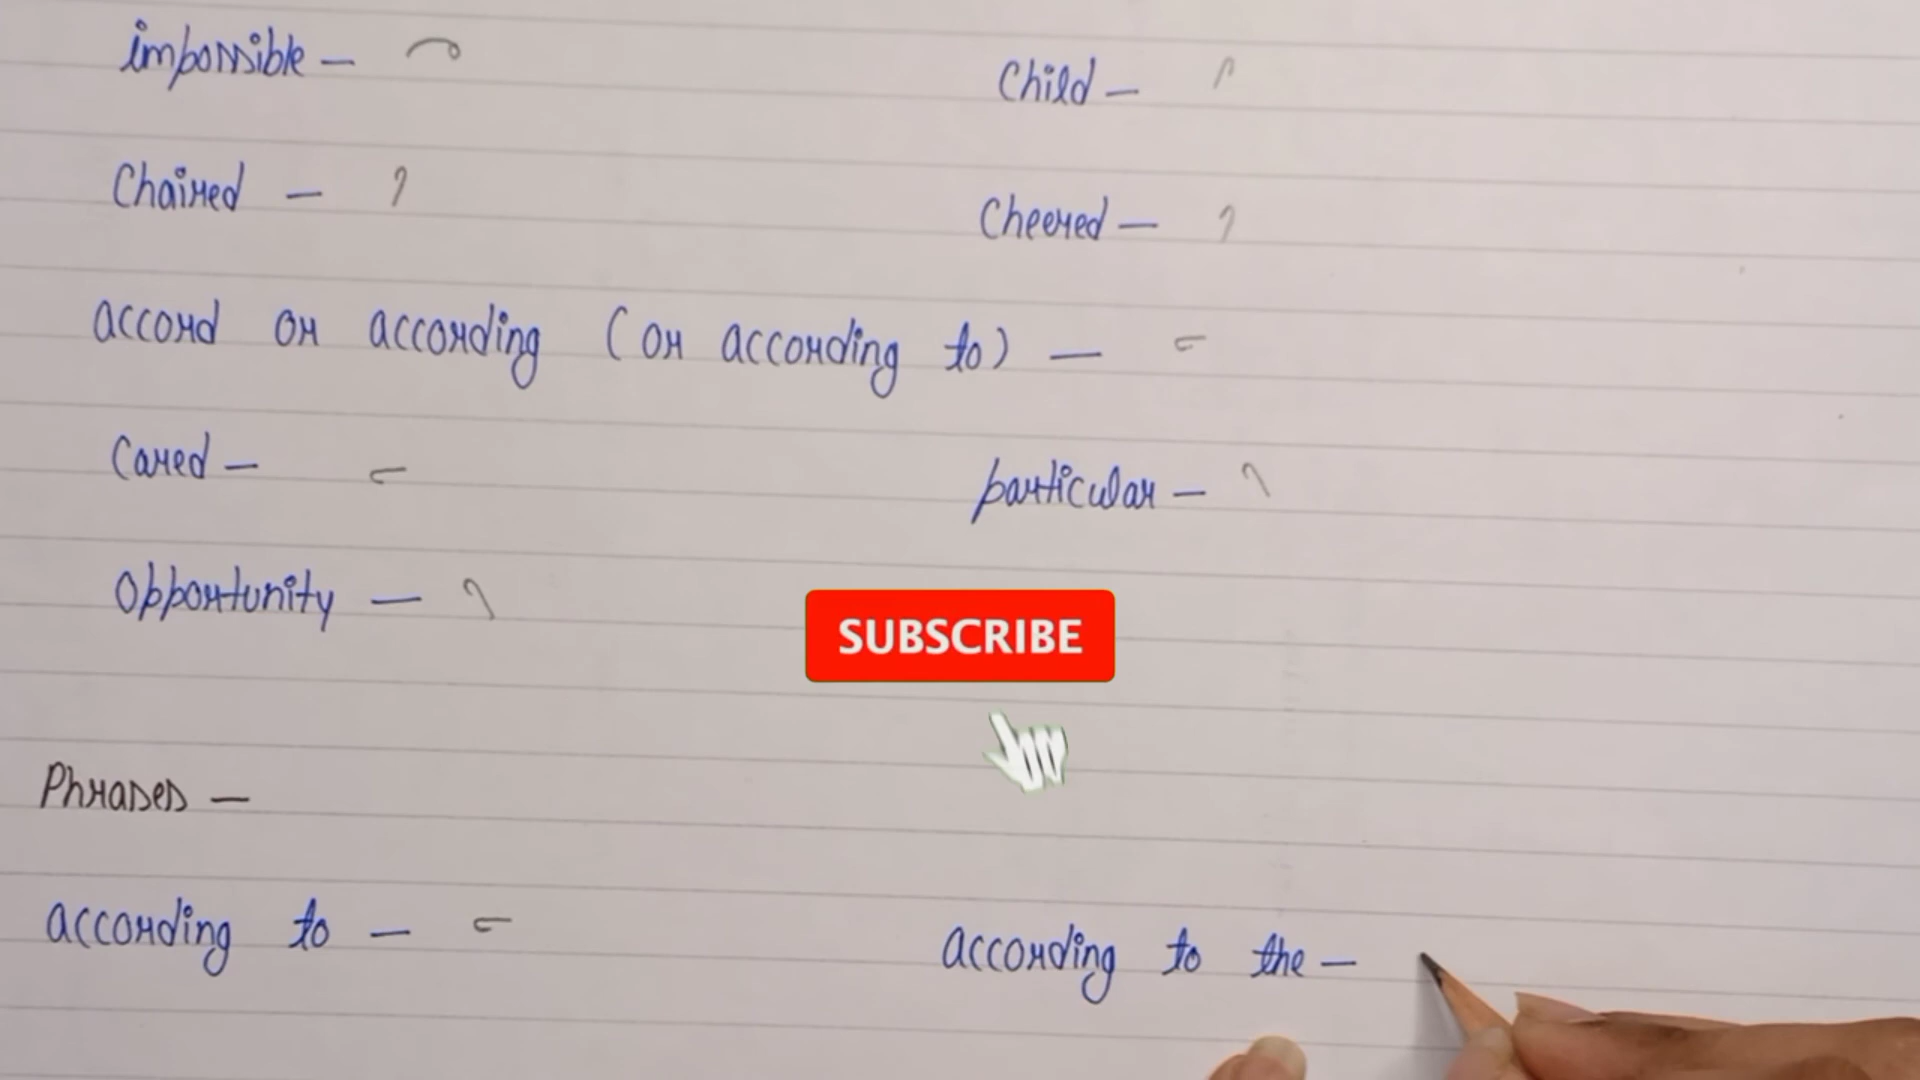 impossible –
Child –
Chaired –
Cheered –
accord or according (or according to) –
Cared –
particular –
Opportunity –
SUBSCRIBE
Phrases –
according to –
according to the –